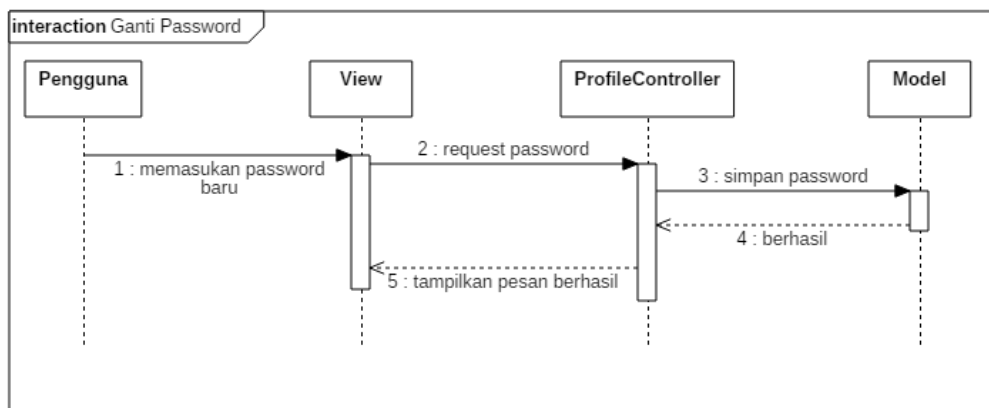 interaction Ganti Password
Pengguna
View
ProfileController
Model
1 : memasukan password
baru
2 : request password
3 : simpan password
4 : berhasil
5 : tampilkan pesan berhasil